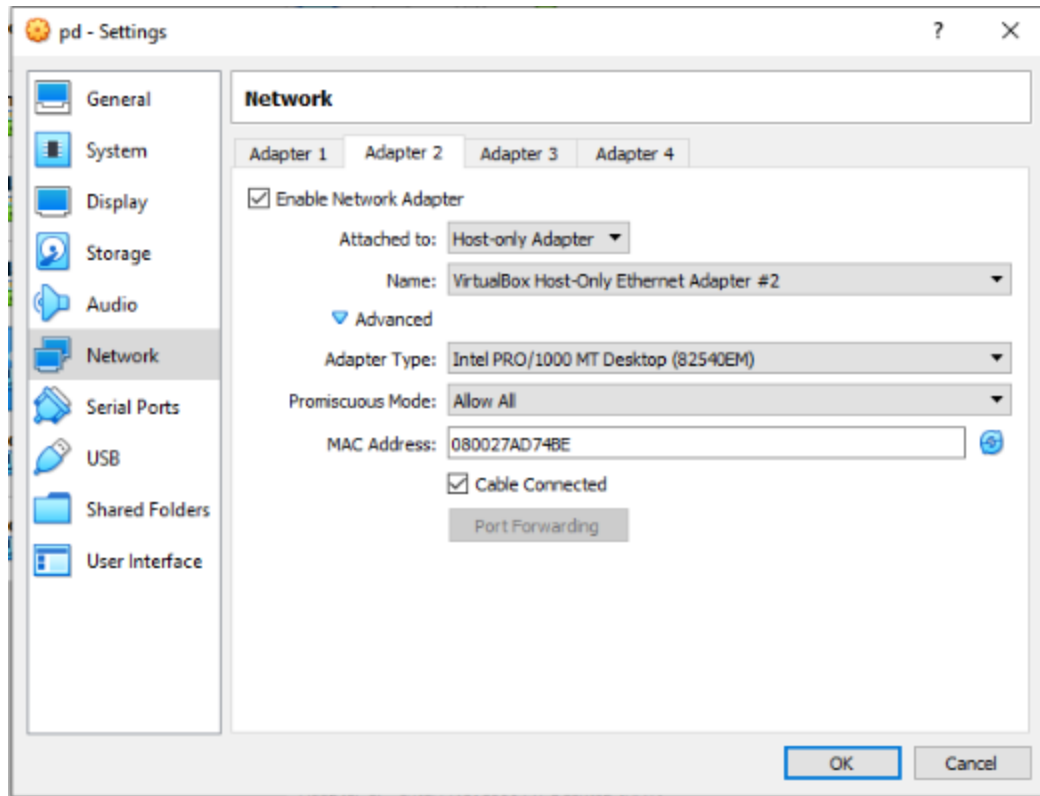 pd - Settings
?
General
System
Display
Storage
Audio
Network
Serial Ports
USB
Shared Folders
User Interface
Network
Adapter 1 Adapter 2 Adapter 3 Adapter 4
Enable Network Adapter
Attached to: Host-only Adapter
Name: VirtualBox Host-Only Ethernet Adapter #2
Advanced
Adapter Type: Intel PRO/1000 MT Desktop (82540EM)
Promiscuous Mode: Allow All
MAC Address: 080027AD74BE
Cable Connected
Port Forwarding
OK Cancel